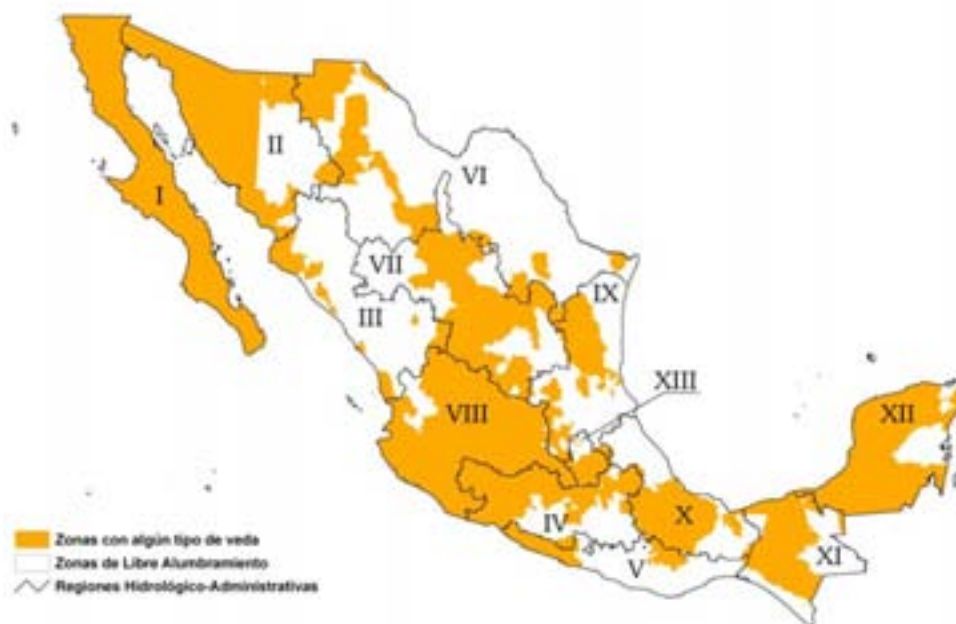 I
II
VI
VII
III
IX
XIII
VIII
XII
IV
X
V
XI
Zonas con algún tipo de veda
Zonas de Libre Alumbramiento
Regiones Hidrológico-Administrativas